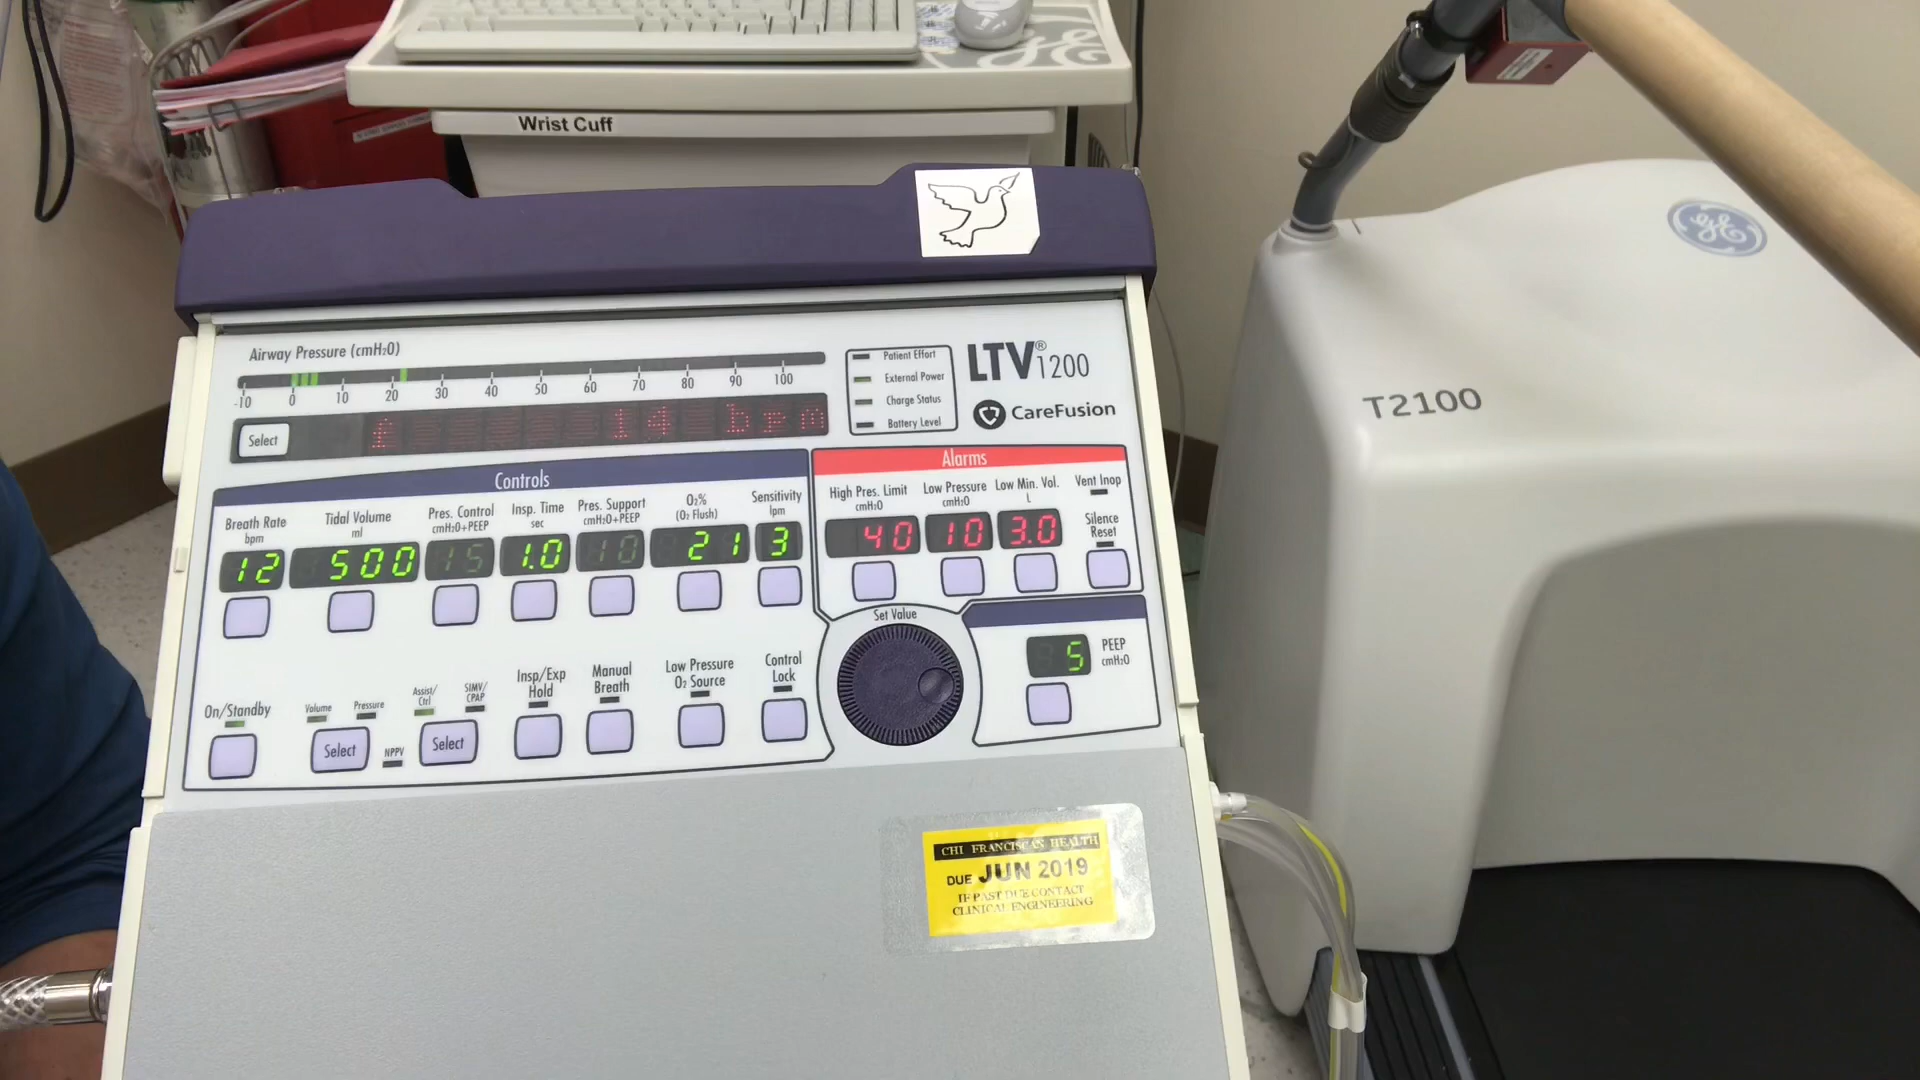 Wrist Cuff
GE
T2100
Airway Pressure (cmH₂O)
-10 0 10 20 30 40 50 60 70 80 90 100
Select
f 14 bpm
Patient Effort
External Power
Charge Status
Battery Level
LTV® 1200
CareFusion
Controls
Breath Rate
bpm
12
Tidal Volume
ml
500
Pres. Control
cmH₂O+PEEP
15
Insp. Time
sec
1.0
Pres. Support
cmH₂O+PEEP
10
O₂%
(O₂ Flush)
21
Sensitivity
lpm
3
Alarms
High Pres. Limit
cmH₂O
40
Low Pressure
cmH₂O
10
Low Min. Vol.
L
3.0
Vent Inop
Silence
Reset
Set Value
5
PEEP
cmH₂O
On/Standby
Volume
Pressure
Select
NPPV
Assist/
Ctrl
SIMV/
CPAP
Select
Insp/Exp
Hold
Manual
Breath
Low Pressure
O₂ Source
Control
Lock
CHI FRANCISCAN HEALTH
DUE JUN 2019
IF PAST DUE CONTACT
CLINICAL ENGINEERING